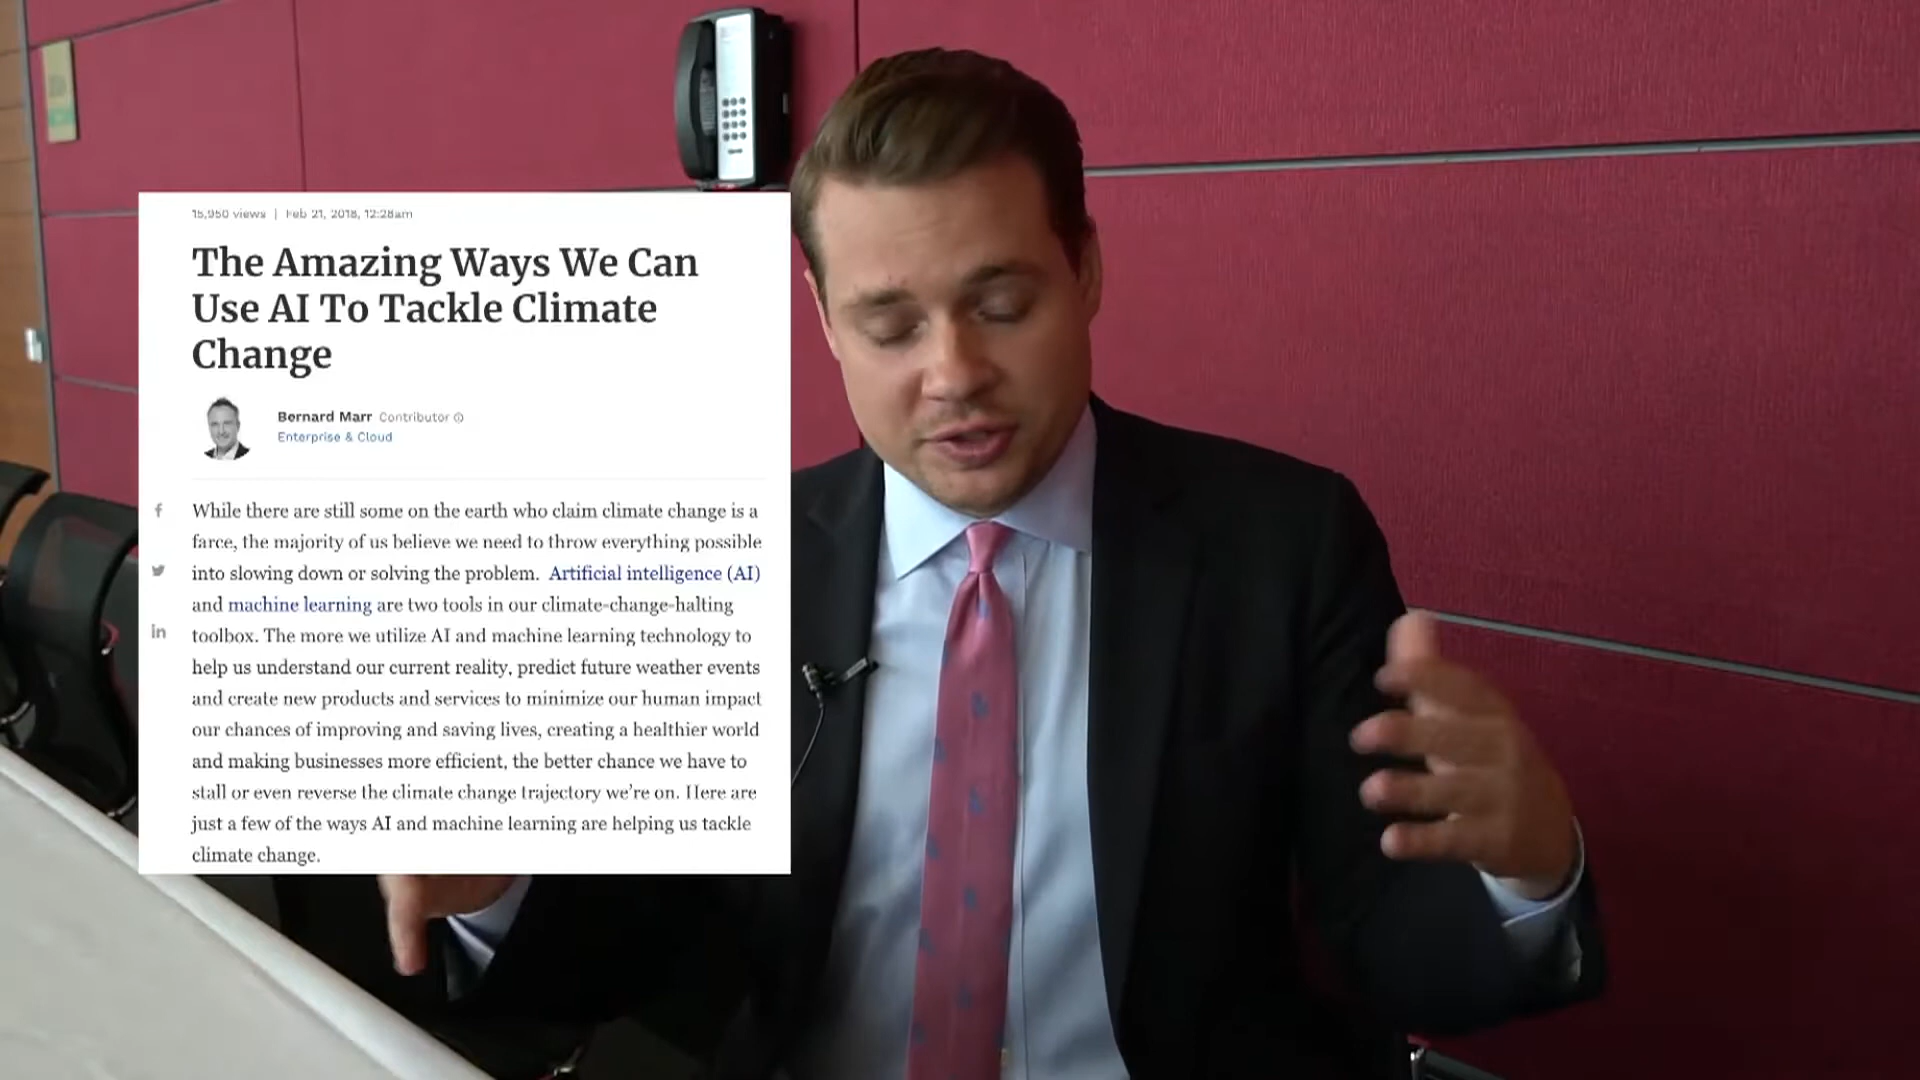 15,950 views | Feb 21, 2018, 12:28am
The Amazing Ways We Can
Use AI To Tackle Climate
Change
Bernard Marr Contributor
Enterprise & Cloud
While there are still some on the earth who claim climate change is a
farce, the majority of us believe we need to throw everything possible
into slowing down or solving the problem. Artificial intelligence (AI)
and machine learning are two tools in our climate-change-halting
toolbox. The more we utilize AI and machine learning technology to
help us understand our current reality, predict future weather events
and create new products and services to minimize our human impact
our chances of improving and saving lives, creating a healthier world
and making businesses more efficient, the better chance we have to
stall or even reverse the climate change trajectory we're on. Here are
just a few of the ways AI and machine learning are helping us tackle
climate change.